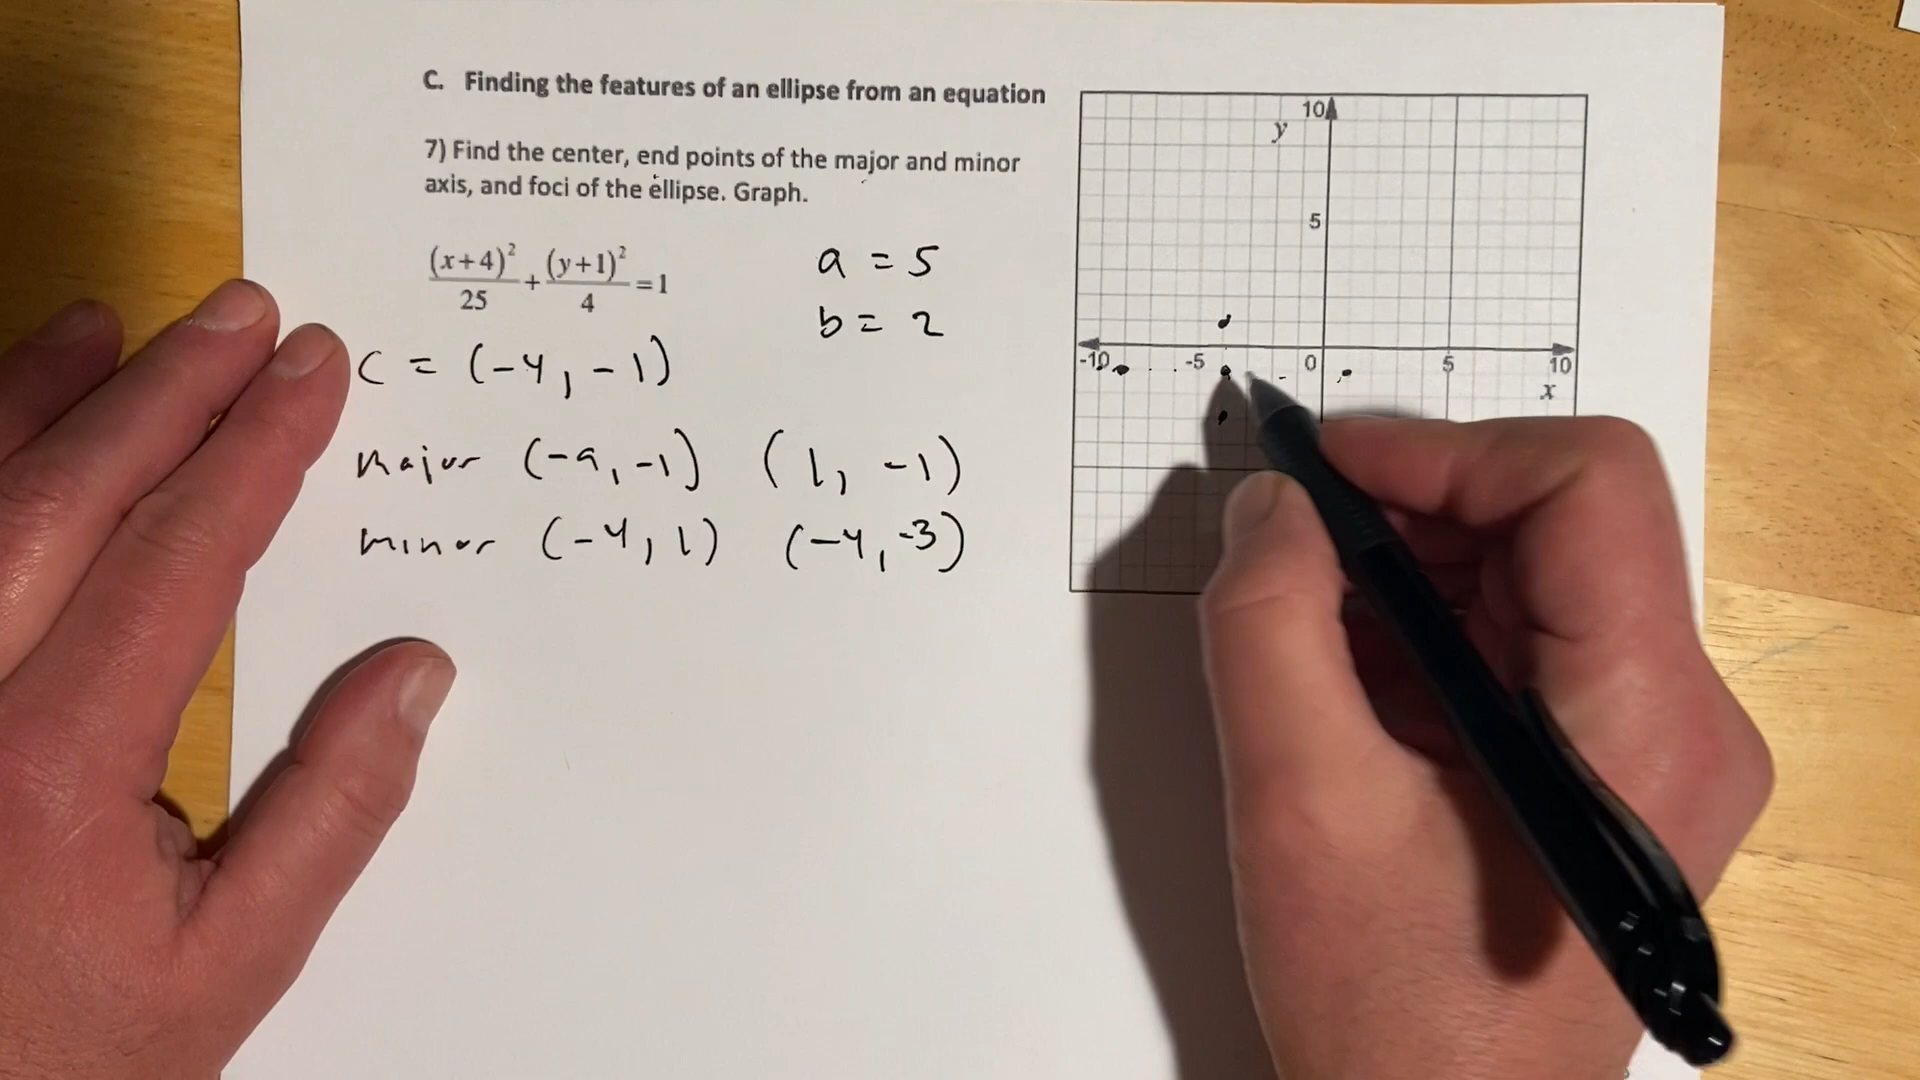 C. Finding the features of an ellipse from an equation
7) Find the center, end points of the major and minor
axis, and foci of the ellipse. Graph.
(x+4)²/25 + (y+1)²/4 = 1
a = 5
b = 2
C = (-4, -1)
major (-9, -1) (1, -1)
minor (-4, 1) (-4, -3)
10
y
5
-10 -5 0 5 10
x